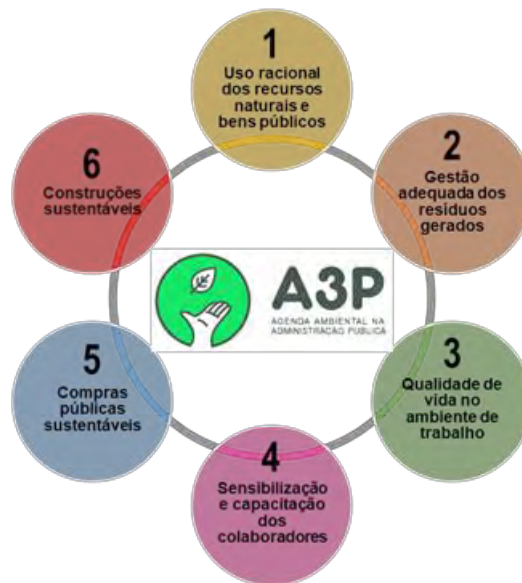 1
Uso racional
dos recursos
naturais e
bens públicos
2
Gestão
adequada dos
resíduos
gerados
3
Qualidade de
vida no
ambiente de
trabalho
4
Sensibilização
e capacitação
dos
colaboradores
5
Compras
públicas
sustentáveis
6
Construções
sustentáveis
A3P
AGENDA AMBIENTAL NA
ADMINISTRAÇÃO PÚBLICA